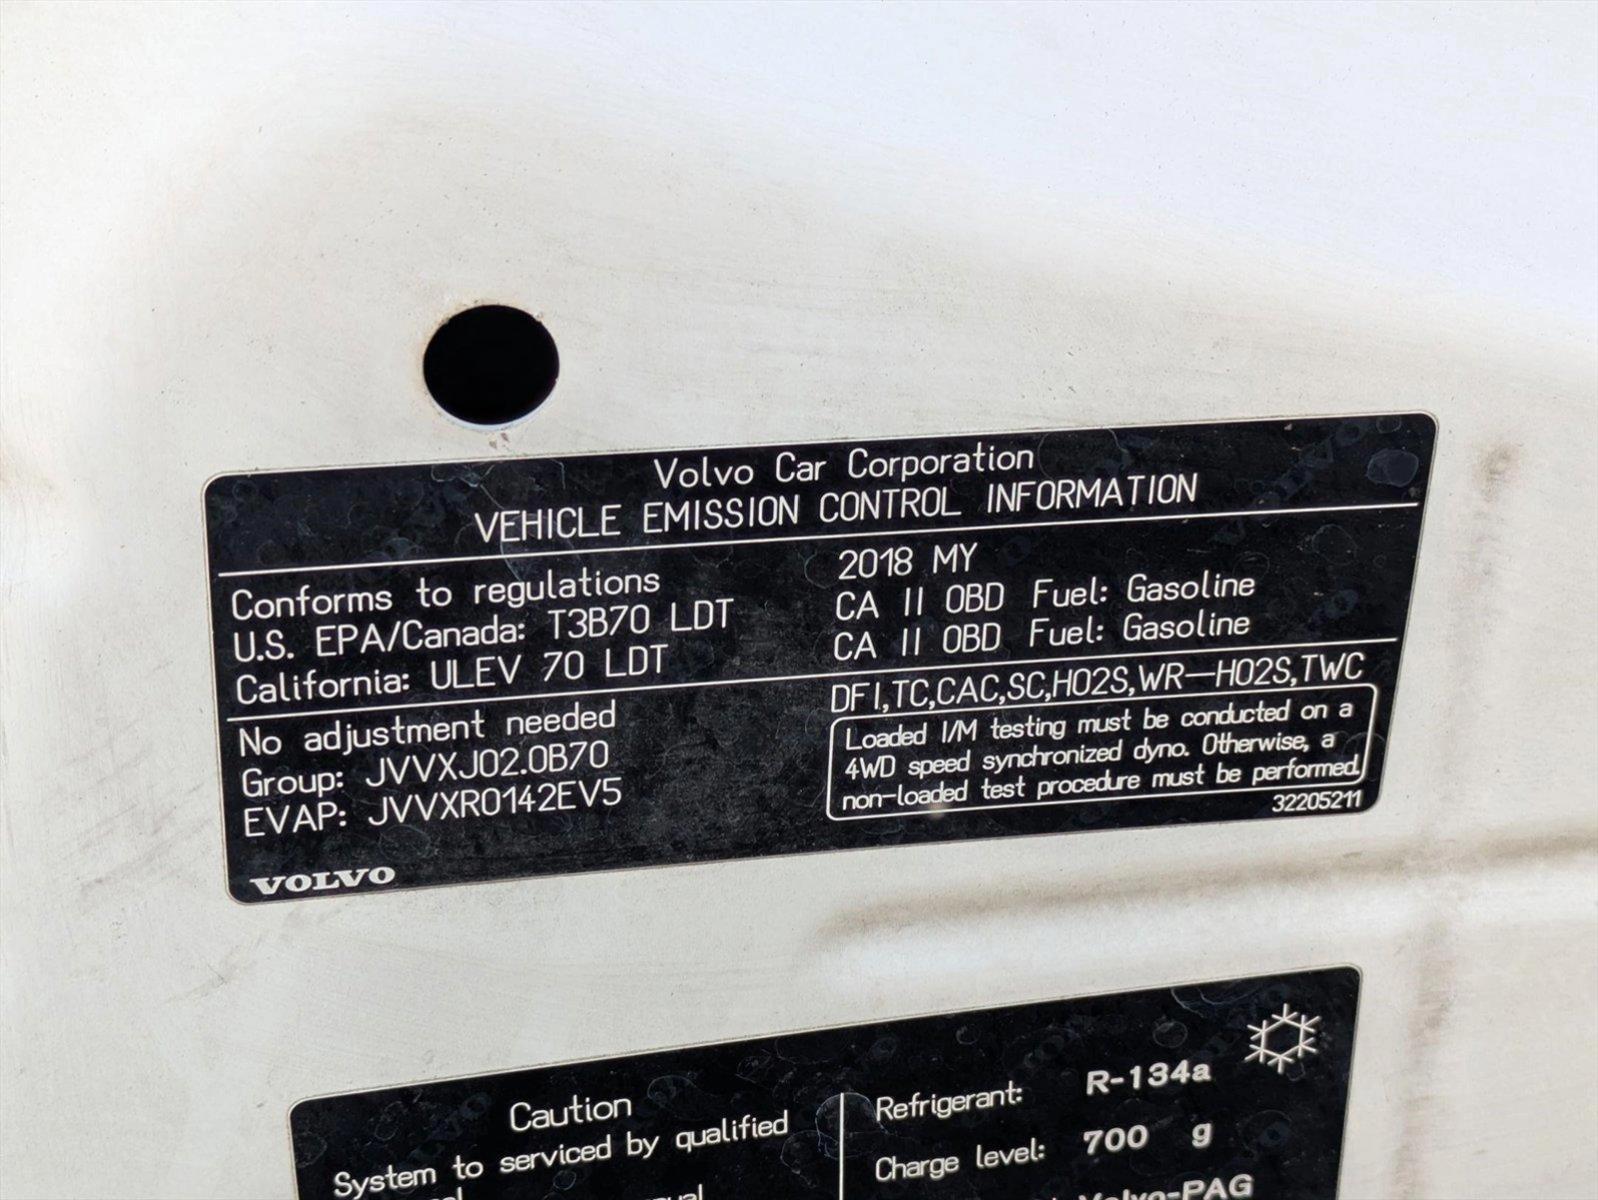 Volvo Car Corporation
VEHICLE EMISSION CONTROL INFORMATION
Conforms to regulations
2018 MY
U.S. EPA/Canada: T3B70 LDT
CA II OBD Fuel: Gasoline
California: ULEV 70 LDT
CA II OBD Fuel: Gasoline
No adjustment needed
DFI,TC,CAC,SC,HO2S,WR-HO2S,TWC
Group: JVVXJ02.0B70
EVAP: JVVXR0142EV5
Loaded I/M testing must be conducted on a
4WD speed synchronized dyno. Otherwise, a
non-loaded test procedure must be performed.
32205211
VOLVO
Caution
System to serviced by qualified
Refrigerant: R-134a
Charge level: 700 g
Volvo-PAG